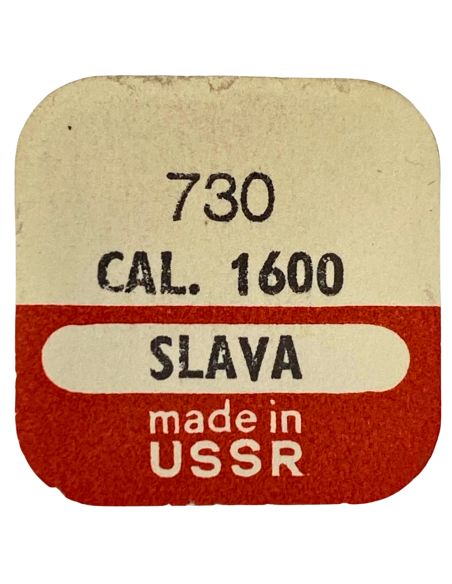 730
CAL. 1600
SLAVA
made in
USSR